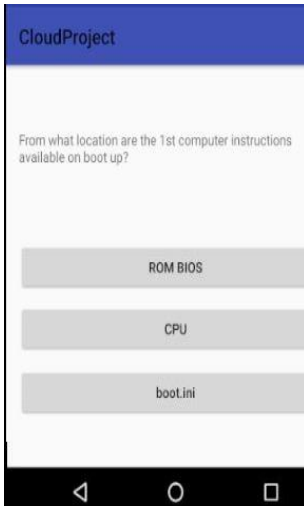 CloudProject
From what location are the 1st computer instructions
available on boot up?
ROM BIOS
CPU
boot.ini